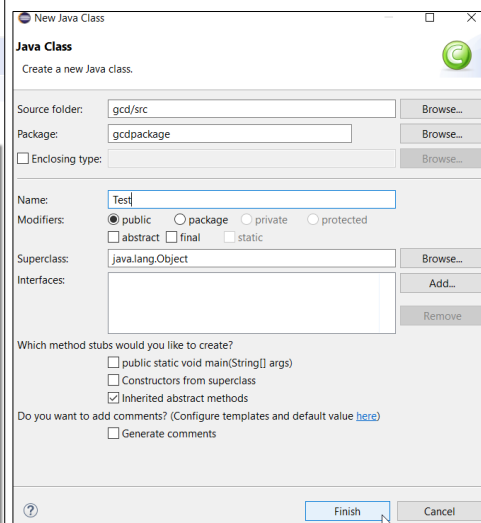 New Java Class
Java Class
Create a new Java class.
Source folder: gcd/src Browse...
Package: gcdpackage Browse...
Enclosing type: Browse...
Name: Test
Modifiers: public package private protected
abstract final static
Superclass: java.lang.Object Browse...
Interfaces: Add...
Remove
Which method stubs would you like to create?
public static void main(String[] args)
Constructors from superclass
Inherited abstract methods
Do you want to add comments? (Configure templates and default value here)
Generate comments
? Finish Cancel